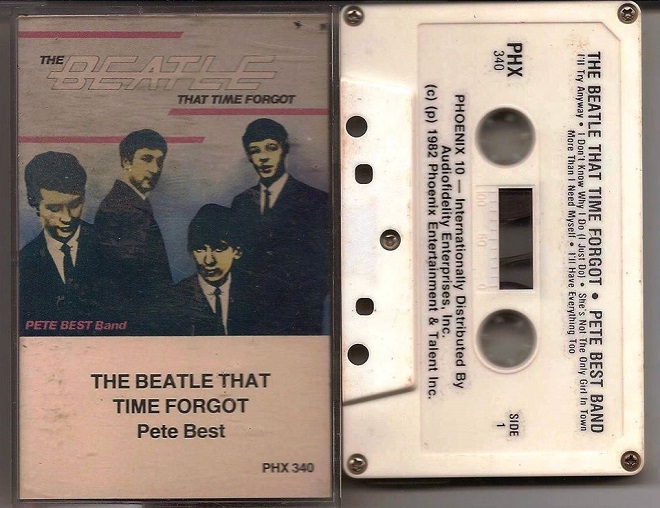 THE BEATLE
THAT TIME FORGOT
PETE BEST Band
THE BEATLE THAT
TIME FORGOT
Pete Best
PHX 340
PHX
340
THE BEATLE THAT TIME FORGOT • PETE BEST BAND
I'll Try Anyway • I Don't Know Why I Do (I Just Do) • She's Not The Only Girl In Town
More Than I Need Myself • I'll Have Everything Too
100 50
SIDE
1
PHOENIX 10 — Internationally Distributed By
Audiofidelity Enterprises, Inc.
(c) (p) 1982 Phoenix Entertainment & Talent Inc.